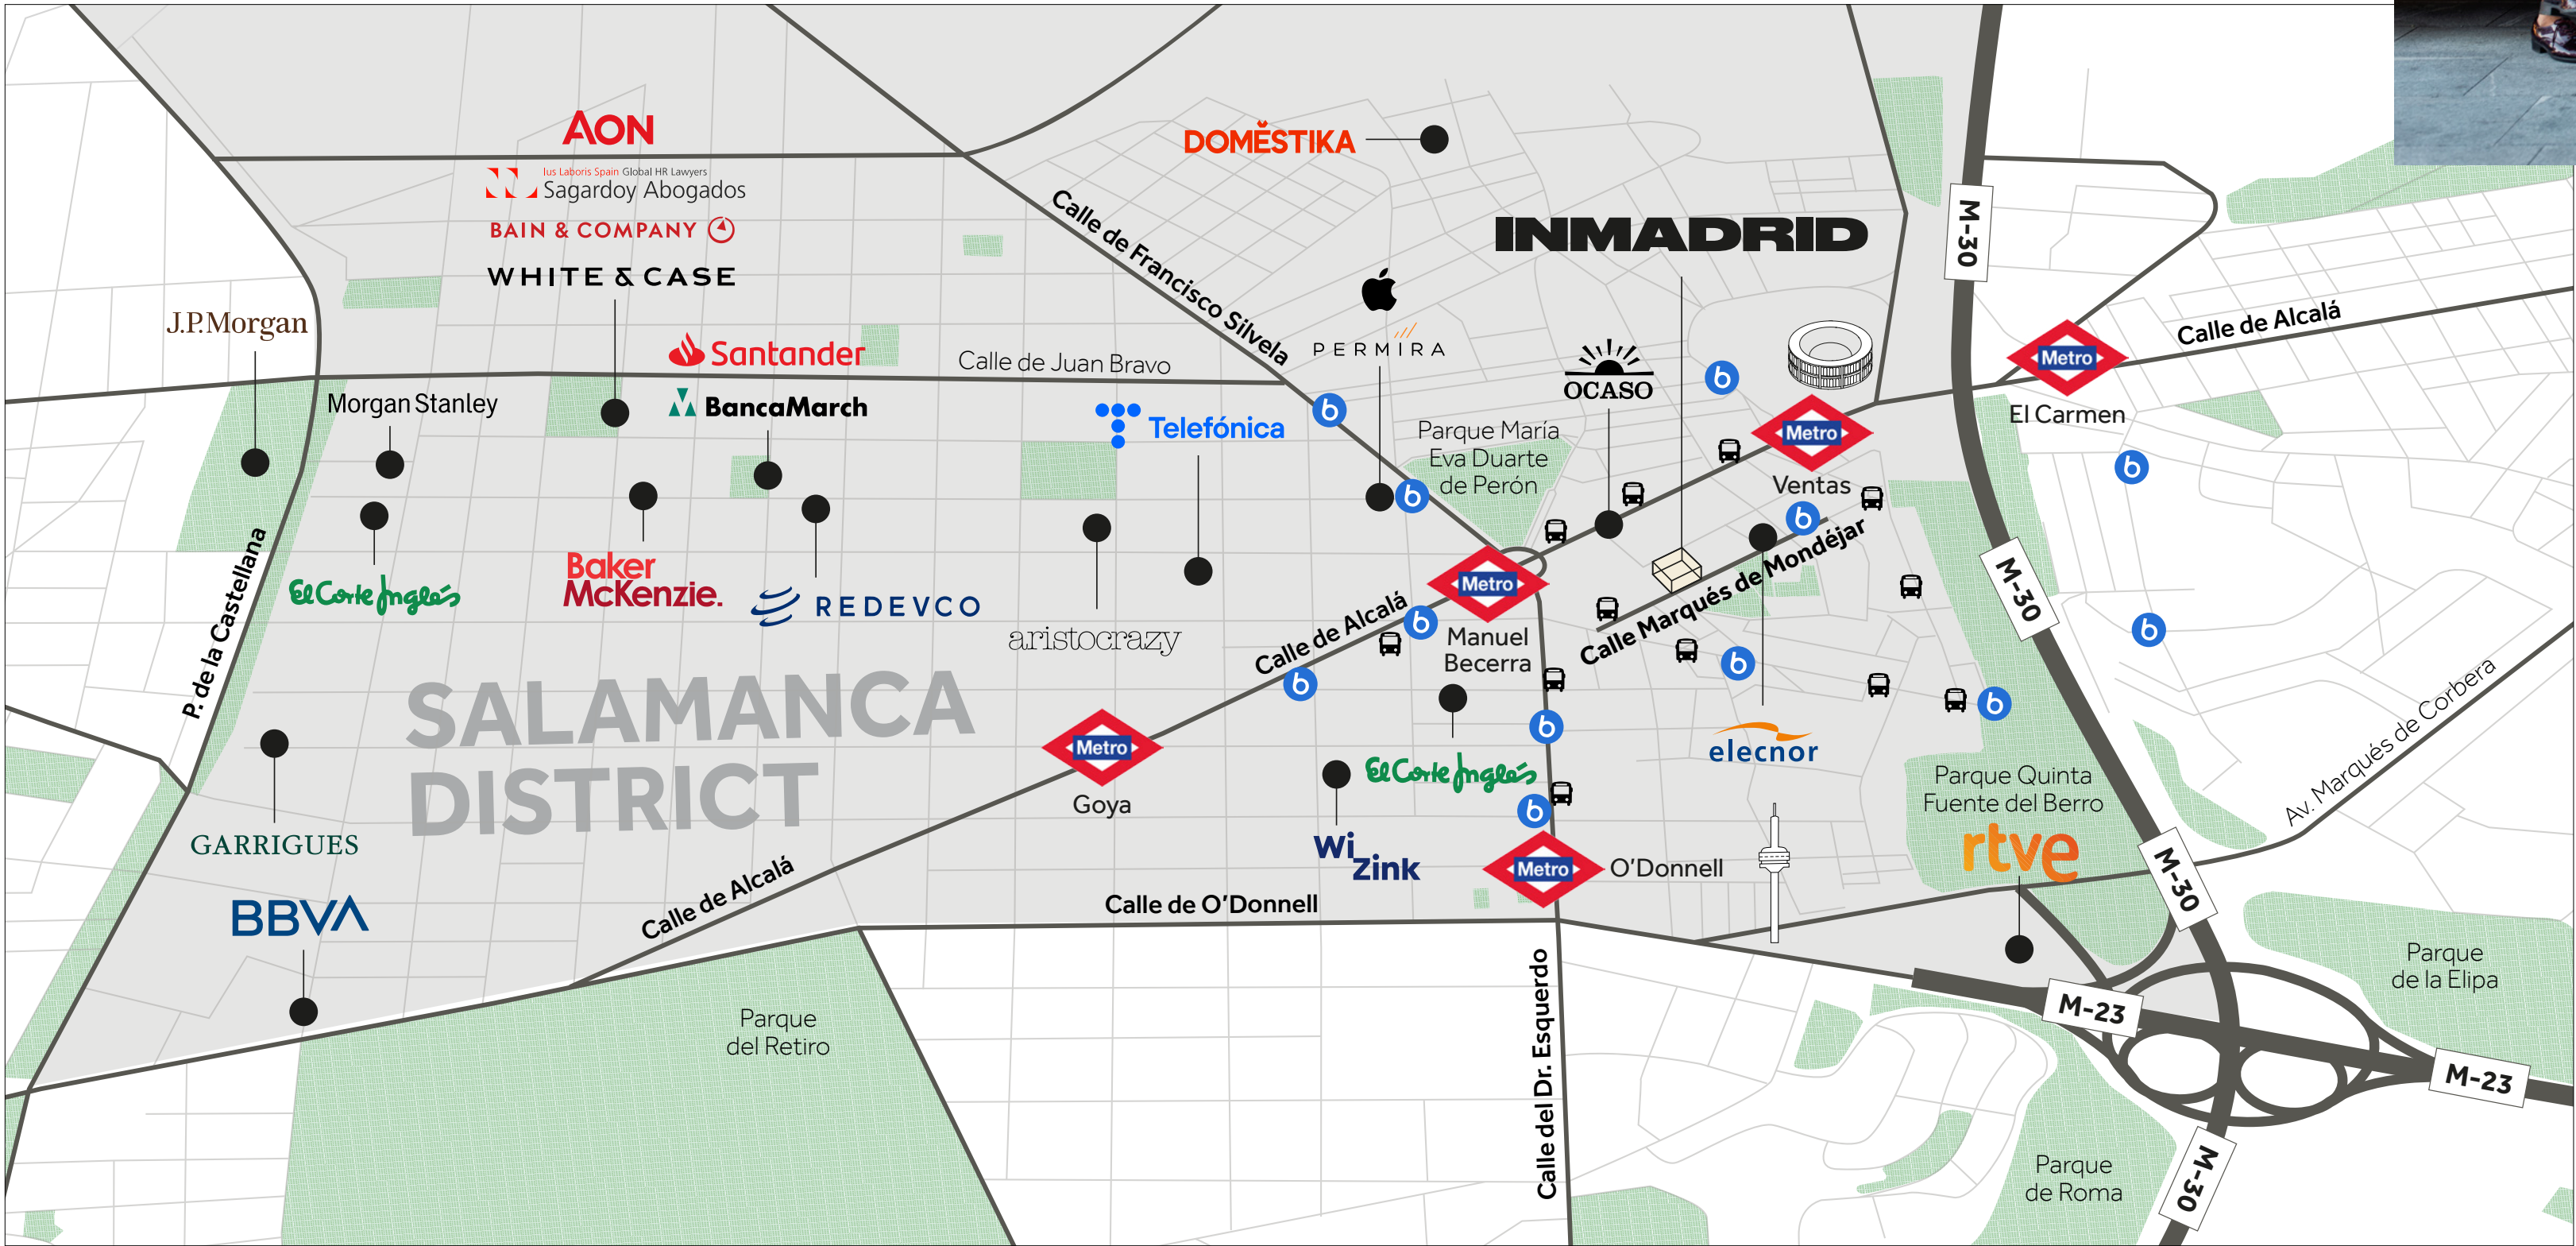 AON
Ius Laboris Spain Global HR Lawyers
Sagardoy Abogados
BAIN & COMPANY
WHITE & CASE
J.P.Morgan
Santander
BancaMarch
Morgan Stanley
Calle de Juan Bravo
Calle de Francisco Silvela
DOMĚSTIKA
INMADRID
PERMIRA
OCASO
Telefónica
b
b
b
Parque María
Eva Duarte
de Perón
Metro
Ventas
b
Metro
El Carmen
Calle de Alcalá
M-30
b
b
El Corte Inglés
Baker
McKenzie.
REDEVCO
aristocrazy
P. de la Castellana
SALAMANCA
DISTRICT
Calle de Alcalá
b
b
Metro
Manuel
Becerra
Calle Marqués de Mondéjar
b
b
M-30
Metro
Goya
b
b
El Corte Inglés
elecnor
Wi
Zink
Metro
O'Donnell
Parque Quinta
Fuente del Berro
rtve
Av. Marqués de Corbera
M-30
GARRIGUES
BBVA
Calle de Alcalá
Calle de O'Donnell
Calle del Dr. Esquerdo
Parque
del Retiro
M-23
Parque
de la Elipa
M-23
Parque
de Roma
M-30